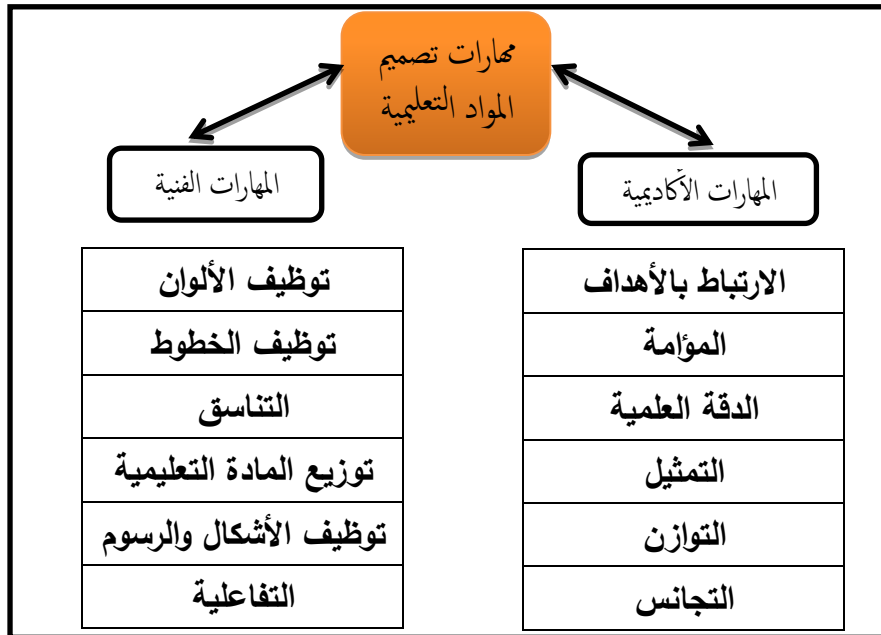 مهارات تصميم
المواد التعليمية
المهارات الأكاديمية
المهارات الفنية
الارتباط بالأهداف
المؤامة
الدقة العلمية
التمثيل
التوازن
التجانس
توظيف الألوان
توظيف الخطوط
التناسق
توزيع المادة التعليمية
توظيف الأشكال والرسوم
التفاعلية